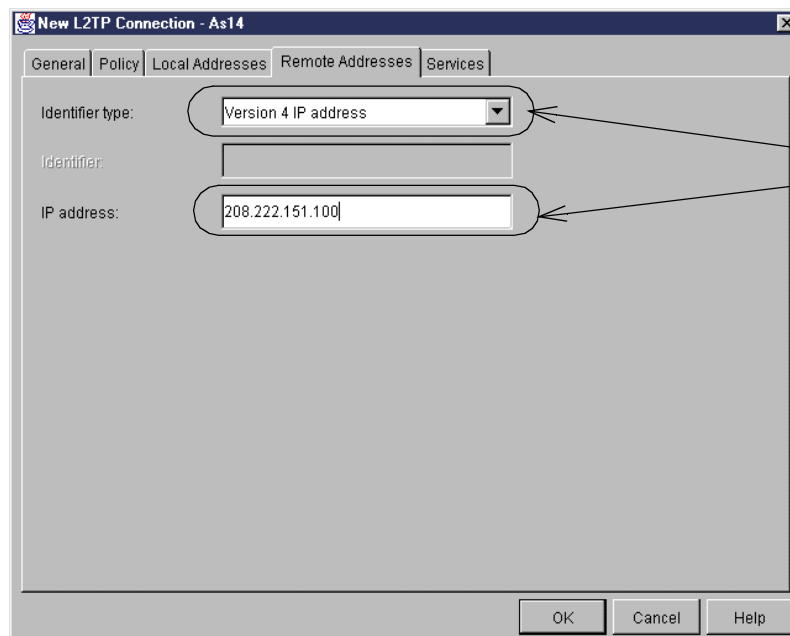 New L2TP Connection - As14
General Policy Local Addresses Remote Addresses Services
Identifier type: Version 4 IP address
Identifier:
IP address: 208.222.151.100
OK Cancel Help